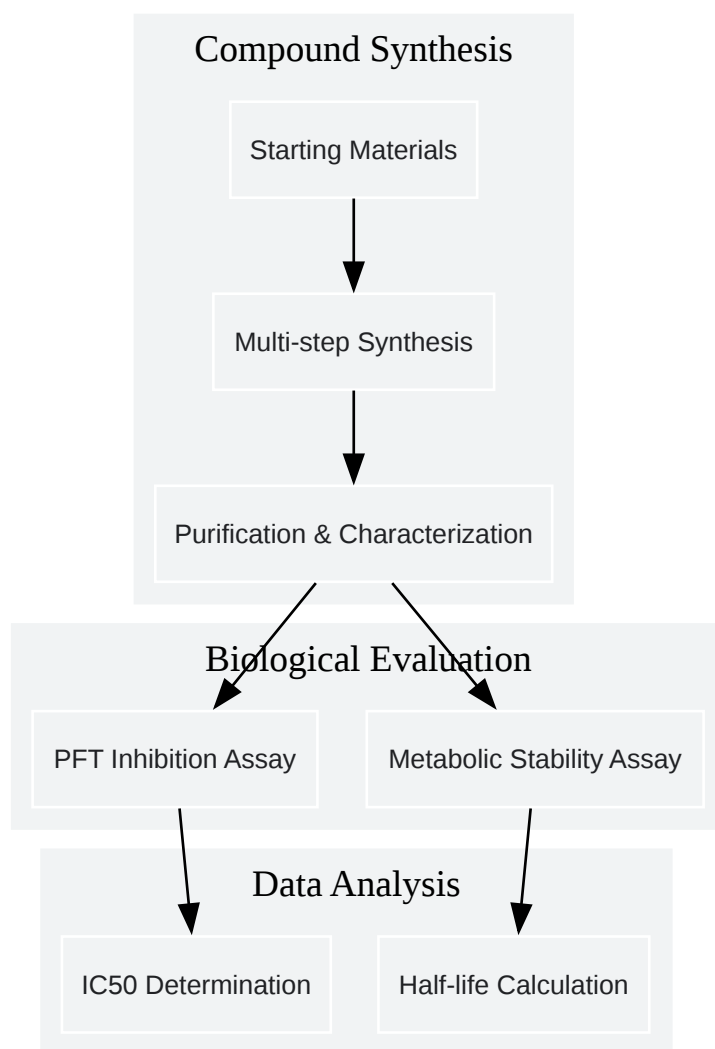 Compound Synthesis
Starting Materials
Multi-step Synthesis
Purification & Characterization
Biological Evaluation
PFT Inhibition Assay
Metabolic Stability Assay
Data Analysis
IC50 Determination
Half-life Calculation